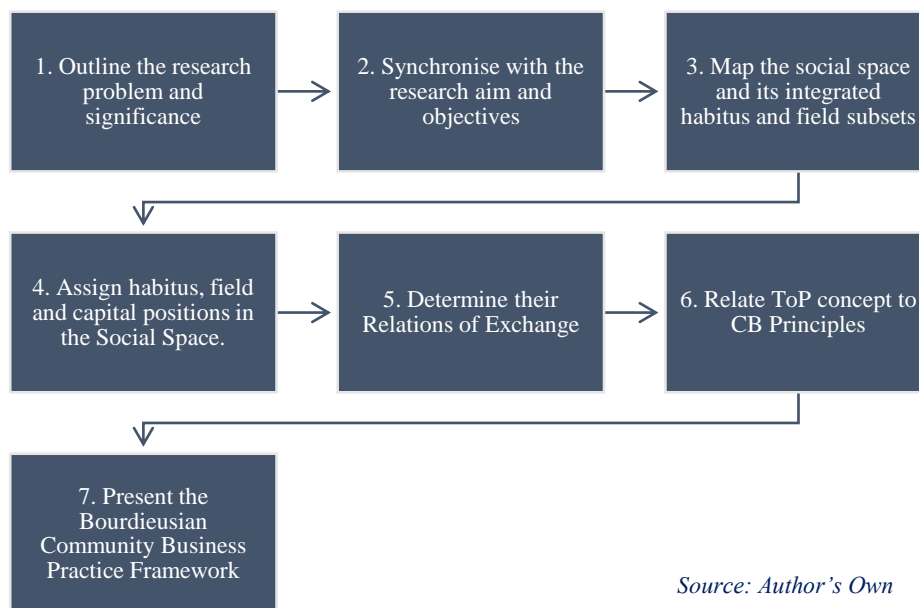 1. Outline the research
problem and
significance
2. Synchronise with the
research aim and
objectives
3. Map the social space
and its integrated
habitus and field subsets
4. Assign habitus, field
and capital positions in
the Social Space.
5. Determine their
Relations of Exchange
6. Relate ToP concept to
CB Principles
7. Present the
Bourdieusian
Community Business
Practice Framework
Source: Author’s Own